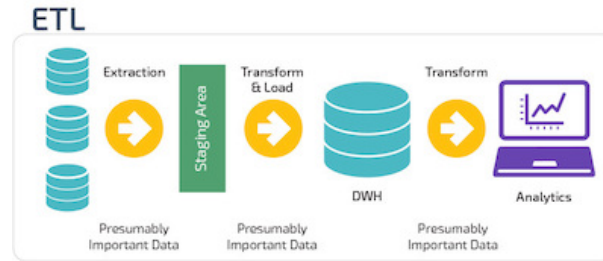 ETL
Extraction
Staging Area
Transform
& Load
DWH
Transform
Analytics
Presumably
Important Data
Presumably
Important Data
Presumably
Important Data